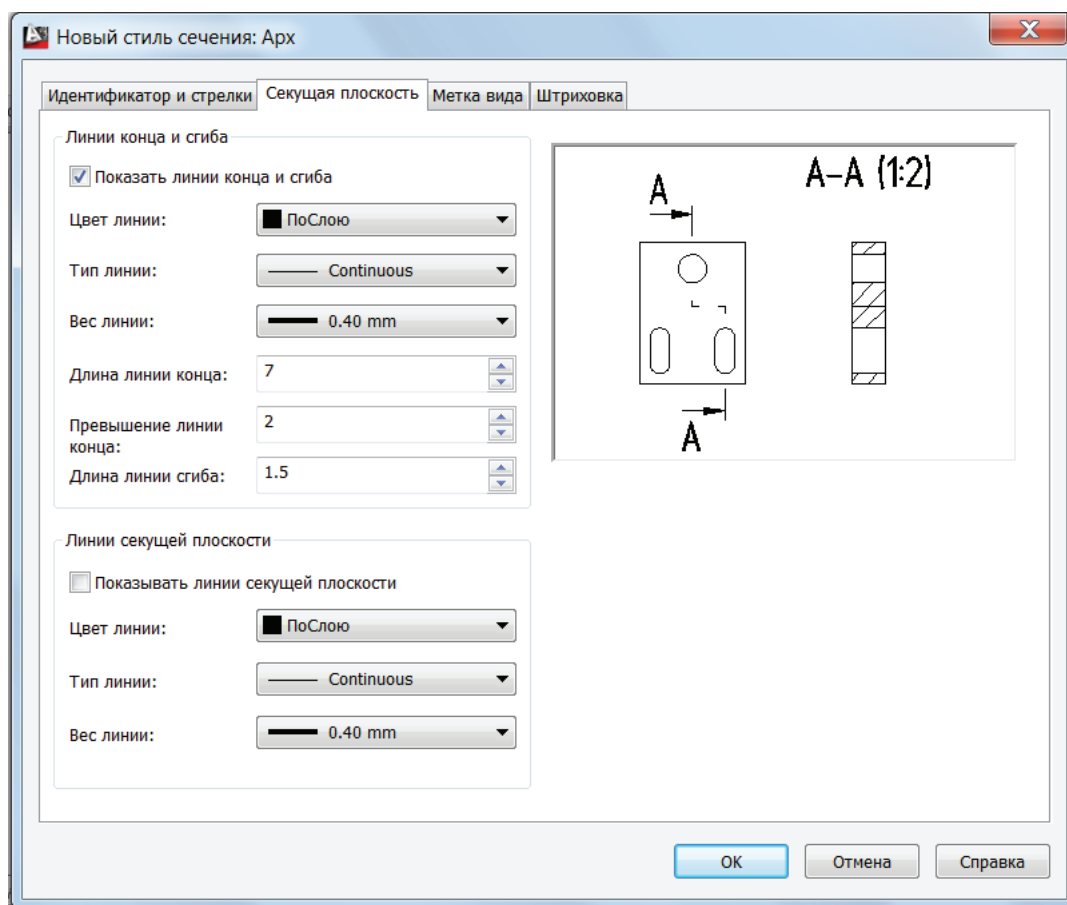 Новый стиль сечения: Арх
Идентификатор и стрелки
Секущая плоскость
Метка вида
Штриховка
Линии конца и сгиба
Показать линии конца и сгиба
Цвет линии:
ПоСлою
Тип линии:
Continuous
Вес линии:
0.40 mm
Длина линии конца:
7
Превышение линии
конца:
2
Длина линии сгиба:
1.5
Линии секущей плоскости
Показывать линии секущей плоскости
Цвет линии:
ПоСлою
Тип линии:
Continuous
Вес линии:
0.40 mm
A
A-A (1:2)
A
OK
Отмена
Справка